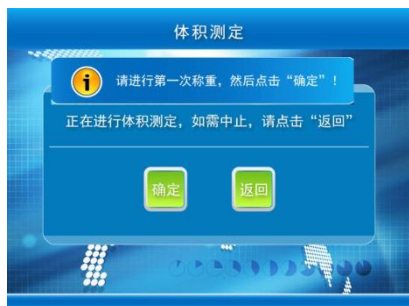 体积测定
请进行第一次称重，然后点击“确定”！
正在进行体积测定，如需中止，请点击“返回”
确定
返回